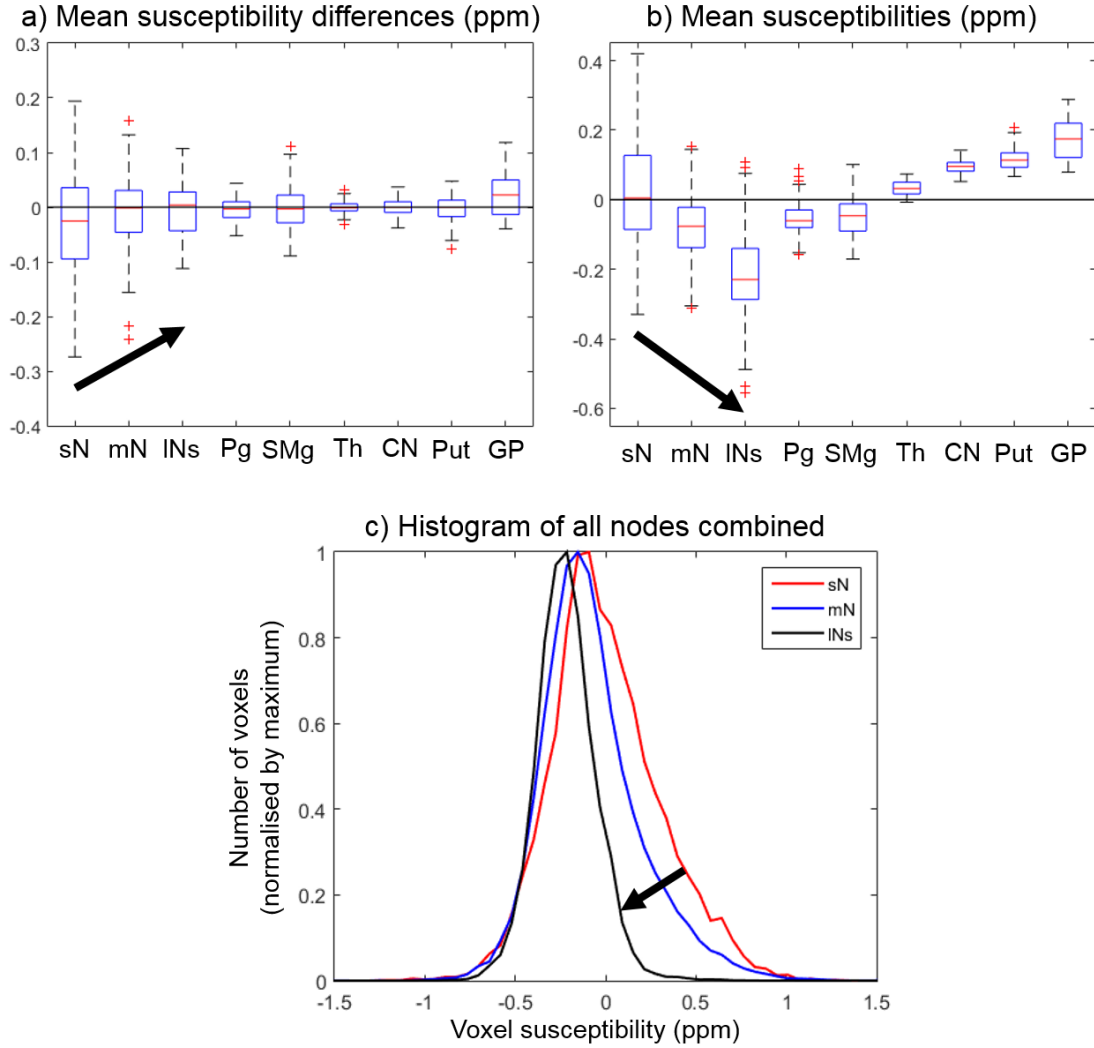 a) Mean susceptibility differences (ppm)
b) Mean susceptibilities (ppm)
0.3
0.2
0.1
0
-0.1
-0.2
-0.3
-0.4
sN mN lNs Pg SMg Th CN Put GP
0.4
0.2
0
-0.2
-0.4
-0.6
sN mN lNs Pg SMg Th CN Put GP
c) Histogram of all nodes combined
1
0.8
0.6
0.4
0.2
0
Number of voxels
(normalised by maximum)
sN
mN
lNs
-1.5 -1 -0.5 0 0.5 1 1.5
Voxel susceptibility (ppm)